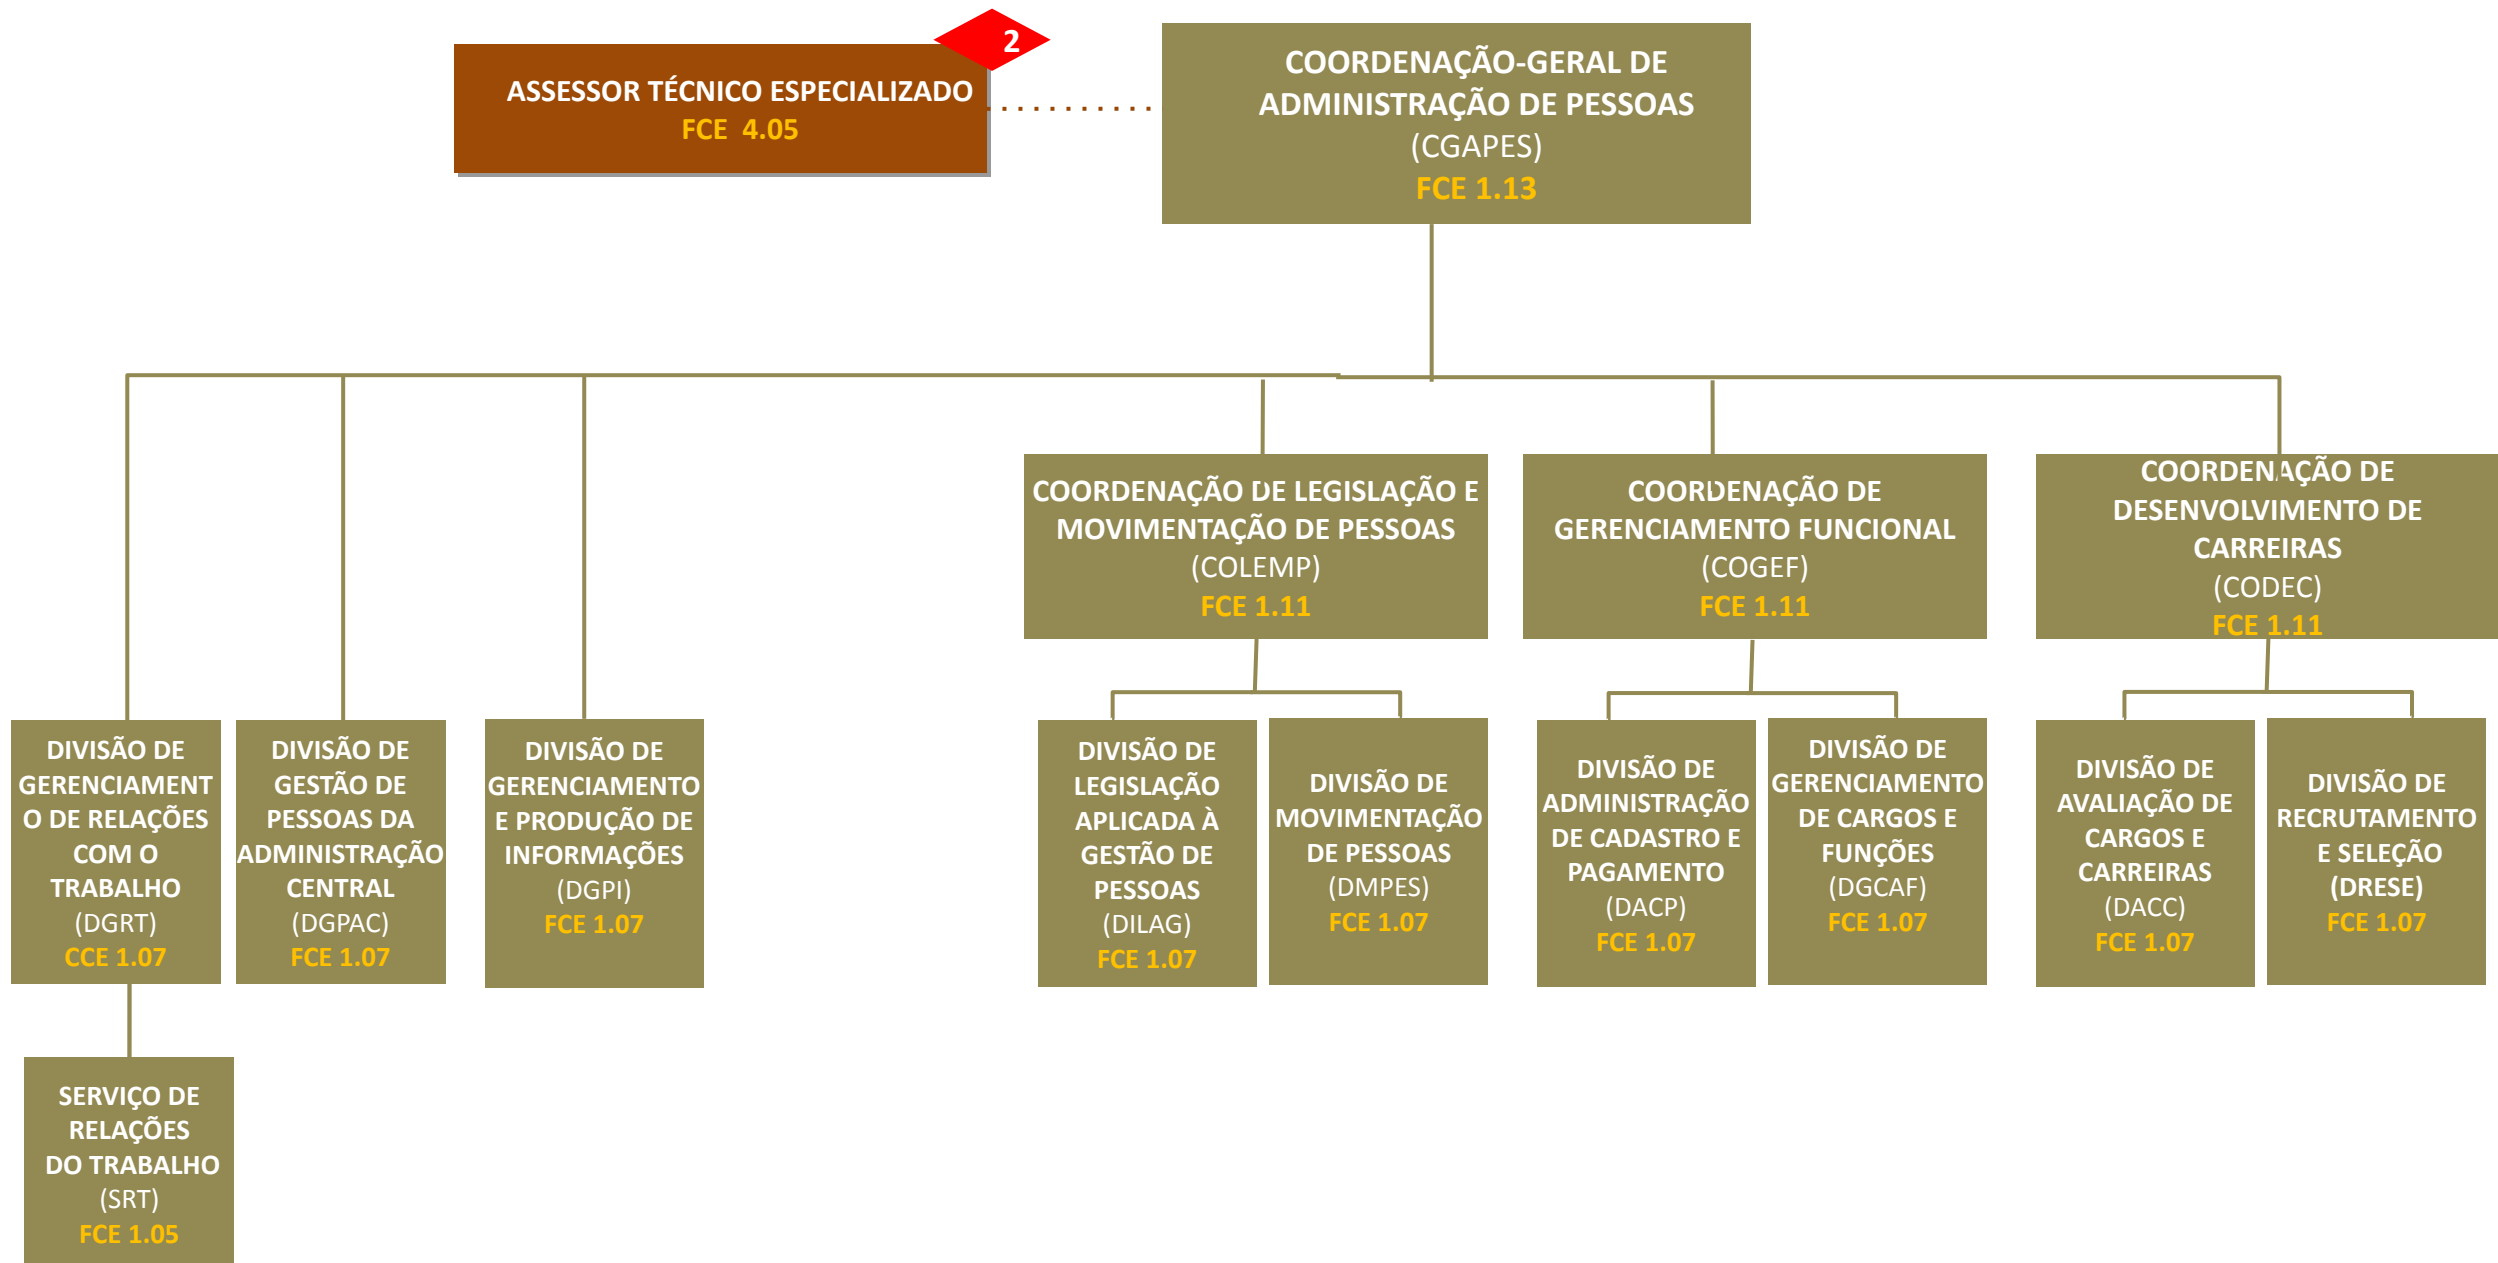 2
ASSESSOR TÉCNICO ESPECIALIZADO
FCE 4.05
COORDENAÇÃO-GERAL DE
ADMINISTRAÇÃO DE PESSOAS
(CGAPES)
FCE 1.13
COORDENAÇÃO DE LEGISLAÇÃO E
MOVIMENTAÇÃO DE PESSOAS
(COLEMP)
FCE 1.11
COORDENAÇÃO DE
GERENCIAMENTO FUNCIONAL
(COGEF)
FCE 1.11
COORDENAÇÃO DE
DESENVOLVIMENTO DE
CARREIRAS
(CODEC)
FCE 1.11
DIVISÃO DE
GERENCIAMENT
O DE RELAÇÕES
COM O
TRABALHO
(DGRT)
CCE 1.07
DIVISÃO DE
GESTÃO DE
PESSOAS DA
ADMINISTRAÇÃO
CENTRAL
(DGPAC)
FCE 1.07
DIVISÃO DE
GERENCIAMENTO
E PRODUÇÃO DE
INFORMAÇÕES
(DGPI)
FCE 1.07
DIVISÃO DE
LEGISLAÇÃO
APLICADA À
GESTÃO DE
PESSOAS
(DILAG)
FCE 1.07
DIVISÃO DE
MOVIMENTAÇÃO
DE PESSOAS
(DMPES)
FCE 1.07
DIVISÃO DE
ADMINISTRAÇÃO
DE CADASTRO E
PAGAMENTO
(DACP)
FCE 1.07
DIVISÃO DE
GERENCIAMENTO
DE CARGOS E
FUNÇÕES
(DGCAF)
FCE 1.07
DIVISÃO DE
AVALIAÇÃO DE
CARGOS E
CARREIRAS
(DACC)
FCE 1.07
DIVISÃO DE
RECRUTAMENTO
E SELEÇÃO
(DRESE)
FCE 1.07
SERVIÇO DE
RELAÇÕES
DO TRABALHO
(SRT)
FCE 1.05